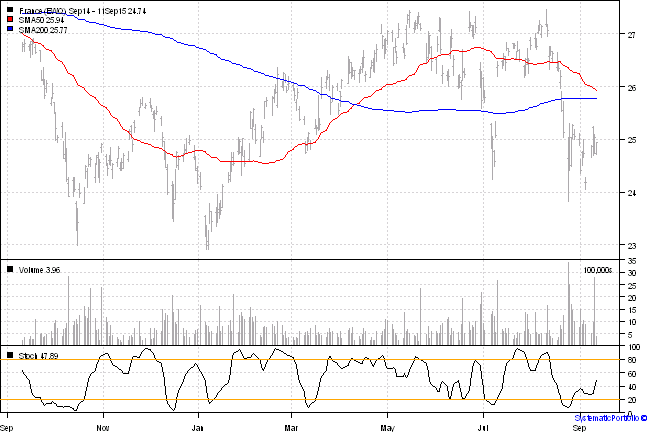 France (EWQ) Sep14 - 11Sep15 24.74
SMA50 25.94
SMA200 25.77
27
26
25
24
23
Volume 3.96
100,000s
35
30
25
20
15
10
5
Stoch 47.89
100
80
60
40
20
0
Sep
Nov
Jan
Mar
May
Jul
Sep
SystematicPortfolio ©